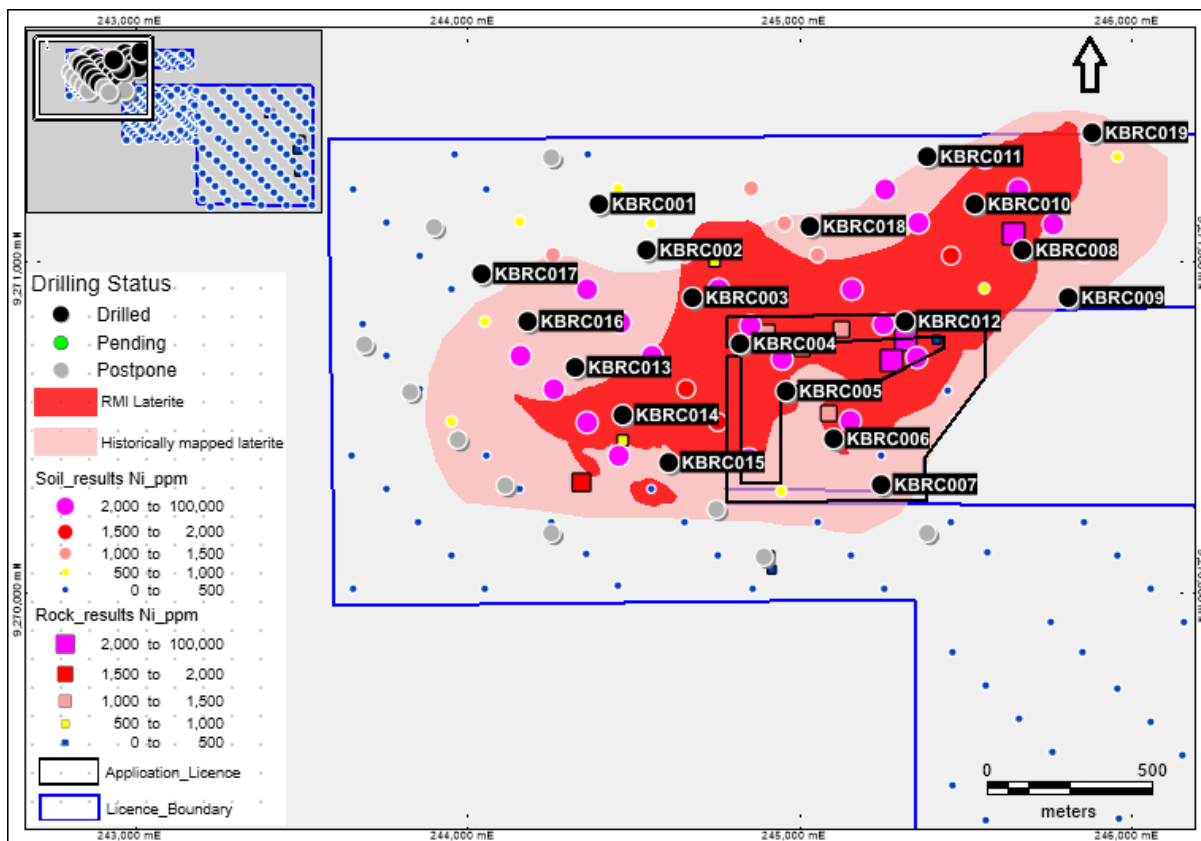 243,000 mE 244,000 mE 245,000 mE 246,000 mE
KBRC019
KBRC011
KBRC001
KBRC010
KBRC018
KBRC002
KBRC008
9,271,000 mN
KBRC017
KBRC003
KBRC009
KBRC016
KBRC012
KBRC004
KBRC013
KBRC005
KBRC014
KBRC006
KBRC015
KBRC007
9,270,000 mN
Drilling Status
Drilled
Pending
Postpone
RMI Laterite
Historically mapped laterite
Soil_results Ni_ppm
2,000 to 100,000
1,500 to 2,000
1,000 to 1,500
500 to 1,000
0 to 500
Rock_results Ni_ppm
2,000 to 100,000
1,500 to 2,000
1,000 to 1,500
500 to 1,000
0 to 500
Application_Licence
Licence_Boundary
0 500
meters
243,000 mE 244,000 mE 245,000 mE 246,000 mE